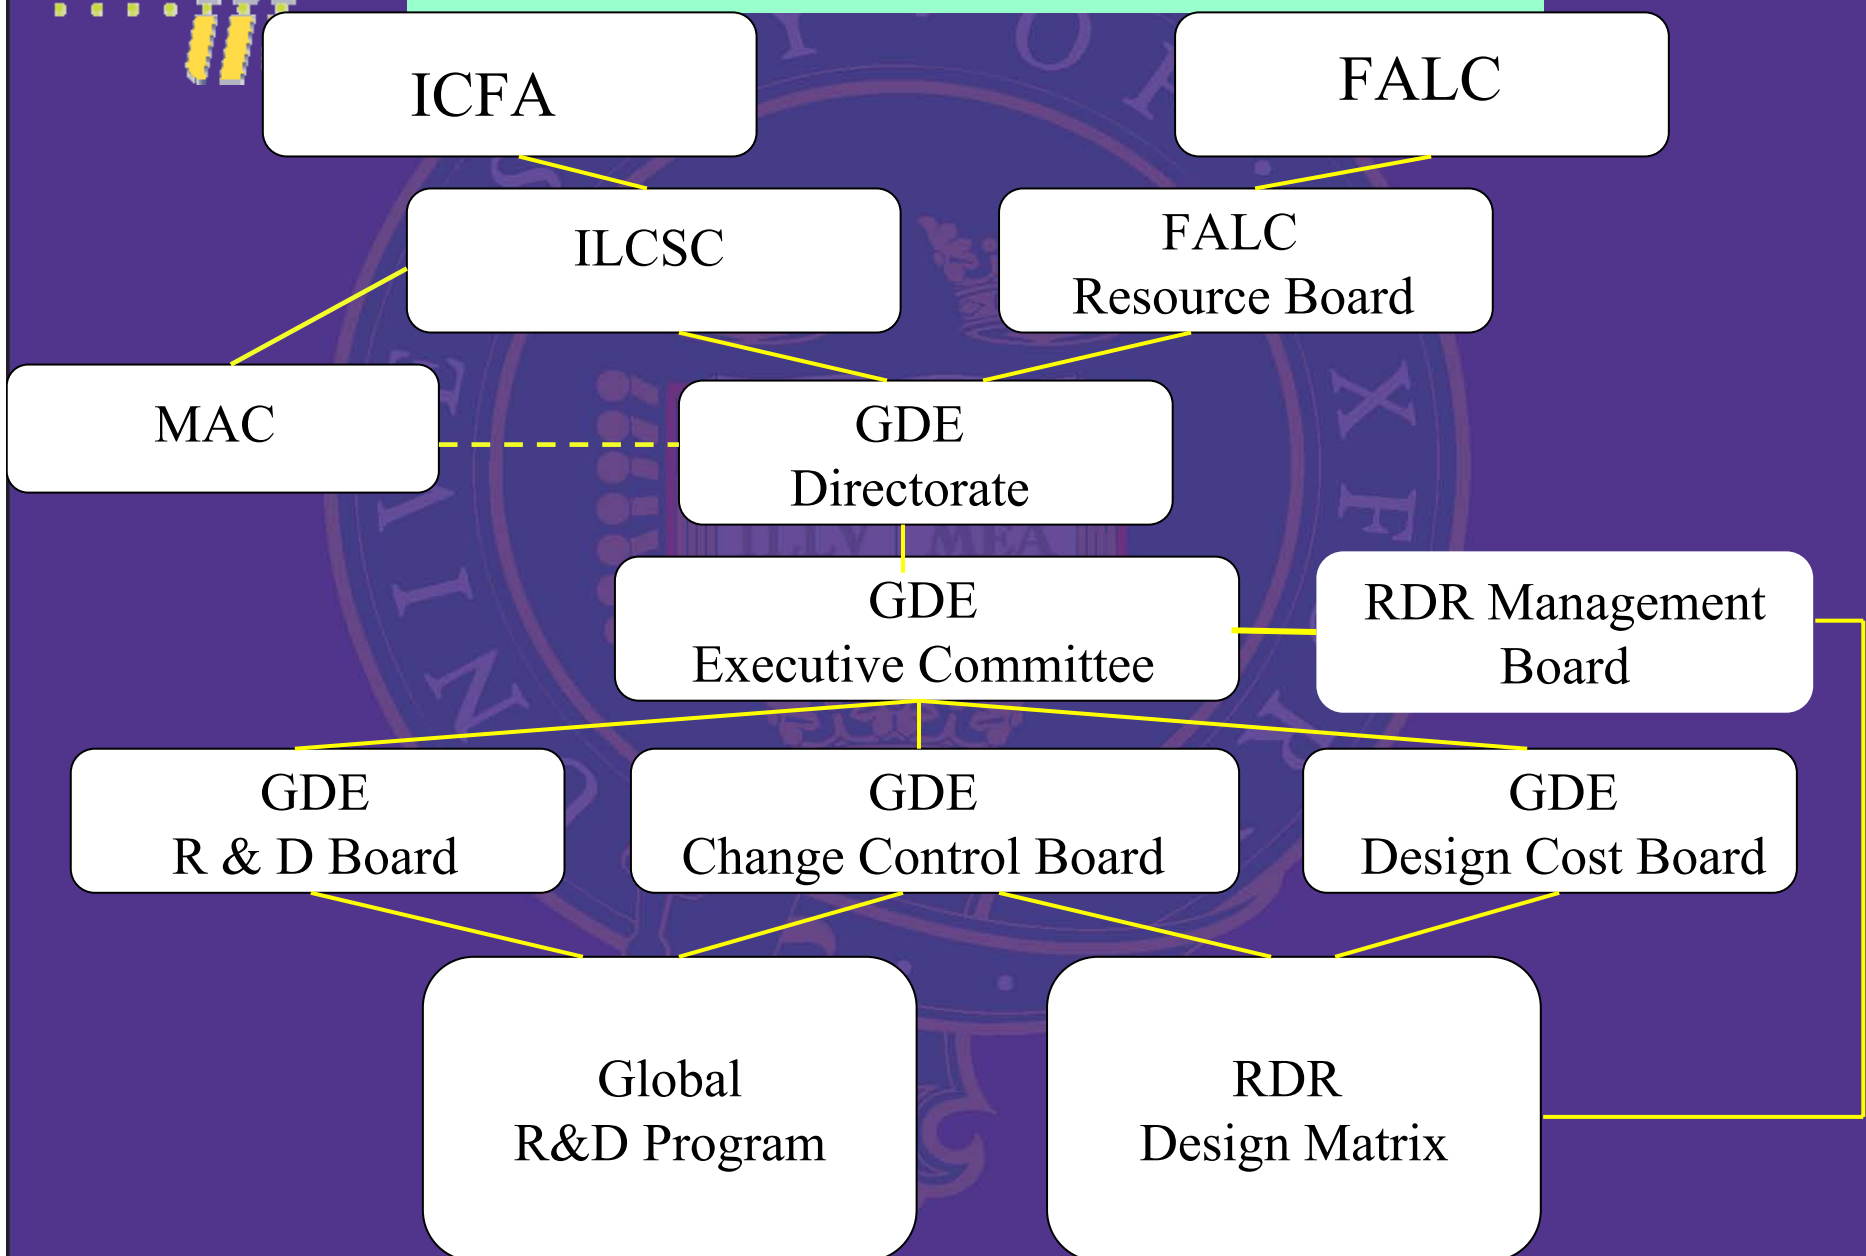 ICFA
FALC
ILCSC
FALC
Resource Board
MAC
GDE
Directorate
GDE
Executive Committee
RDR Management
Board
GDE
R & D Board
GDE
Change Control Board
GDE
Design Cost Board
Global
R&D Program
RDR
Design Matrix